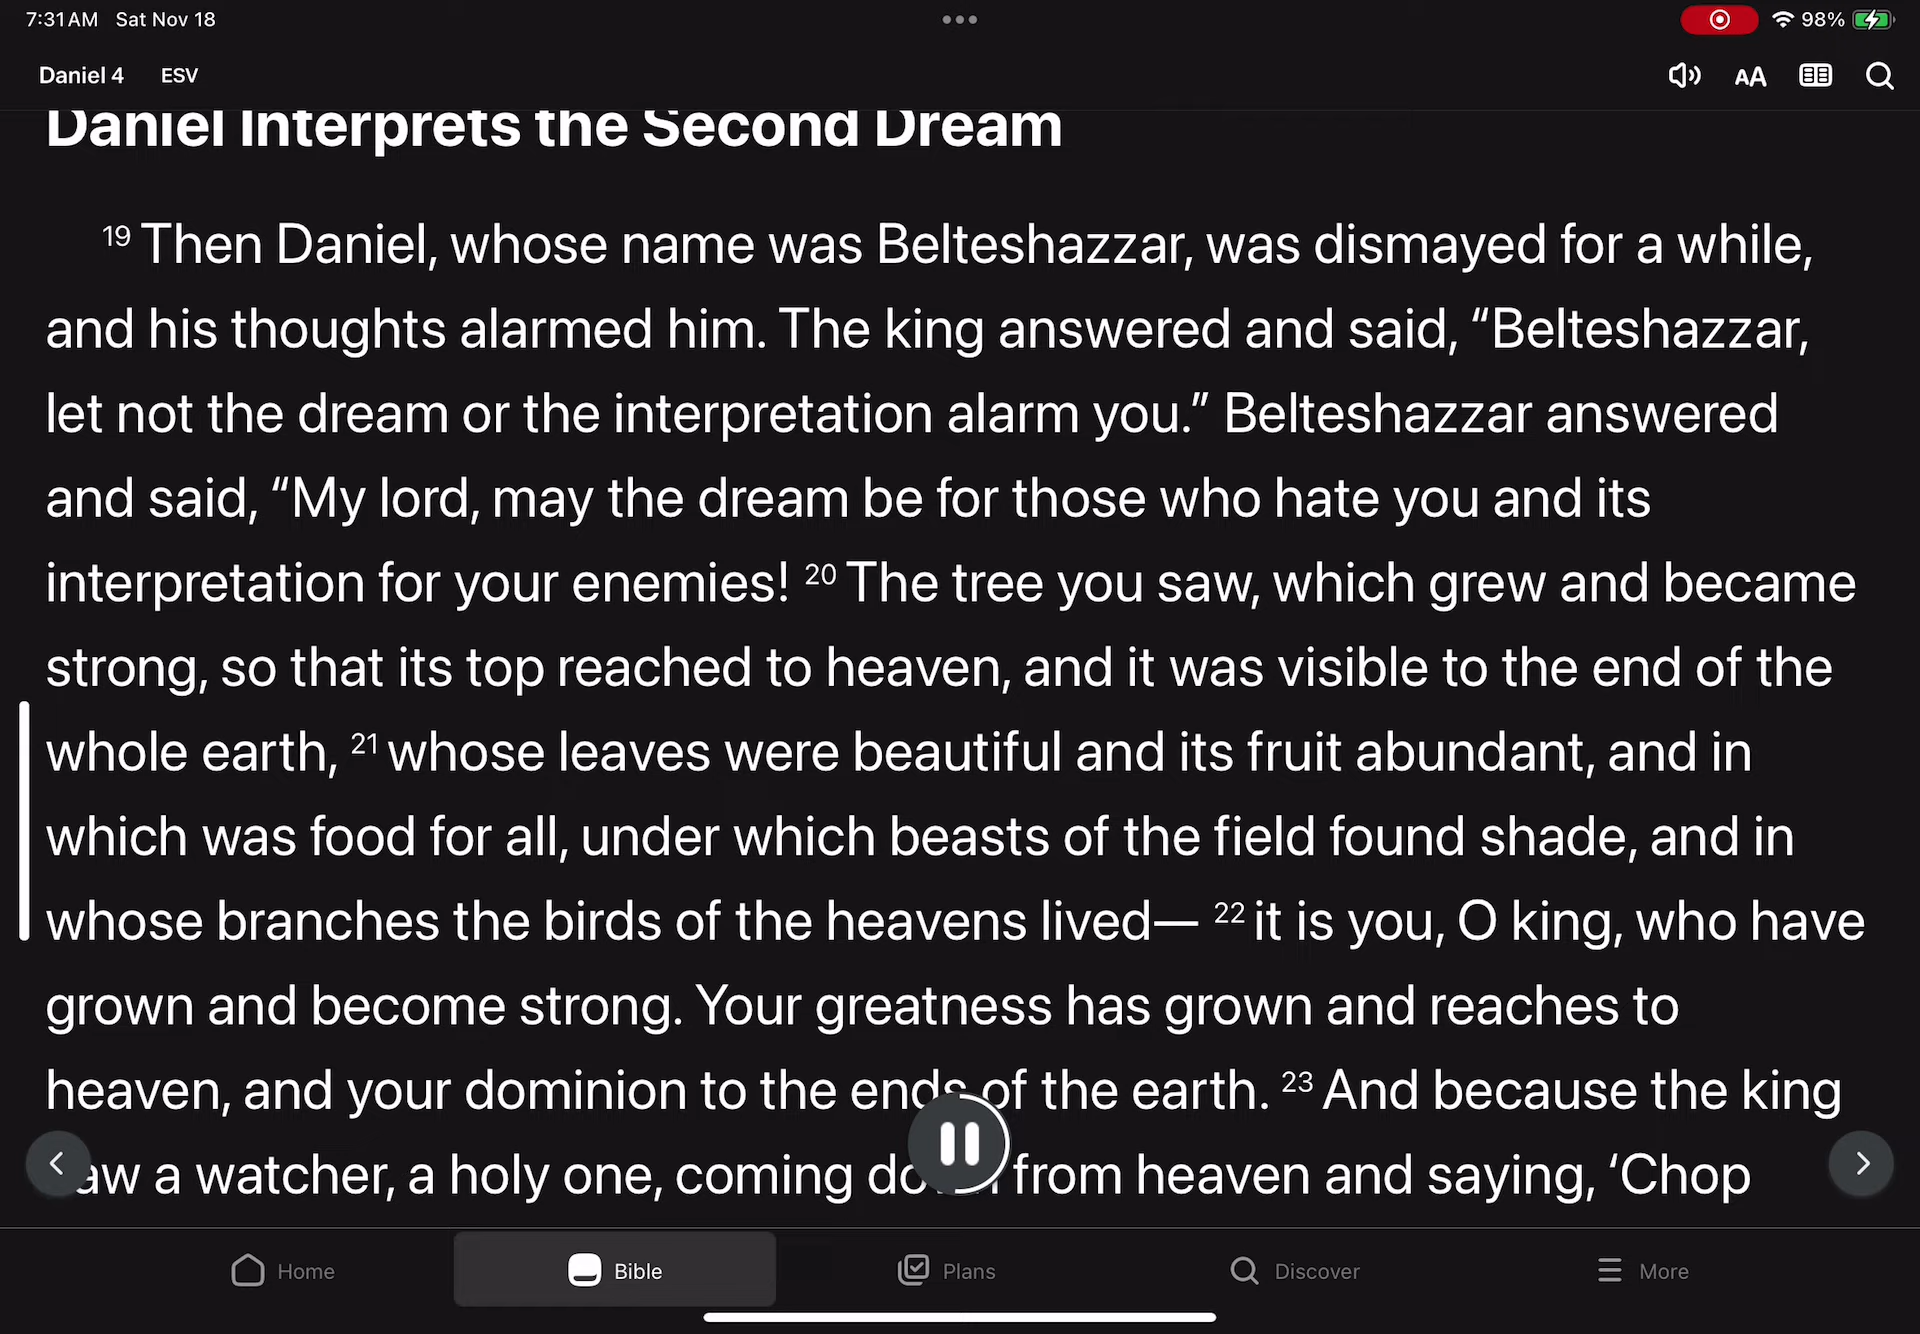 7:31 AM Sat Nov 18
98%
Daniel 4 ESV
AA
Daniel Interprets the Second Dream
19 Then Daniel, whose name was Belteshazzar, was dismayed for a while,
and his thoughts alarmed him. The king answered and said, “Belteshazzar,
let not the dream or the interpretation alarm you.” Belteshazzar answered
and said, “My lord, may the dream be for those who hate you and its
interpretation for your enemies! 20 The tree you saw, which grew and became
strong, so that its top reached to heaven, and it was visible to the end of the
whole earth, 21 whose leaves were beautiful and its fruit abundant, and in
which was food for all, under which beasts of the field found shade, and in
whose branches the birds of the heavens lived— 22 it is you, O king, who have
grown and become strong. Your greatness has grown and reaches to
heaven, and your dominion to the ends of the earth. 23 And because the king
a watcher, a holy one, coming from heaven and saying, ‘Chop
Home Bible Plans Discover More